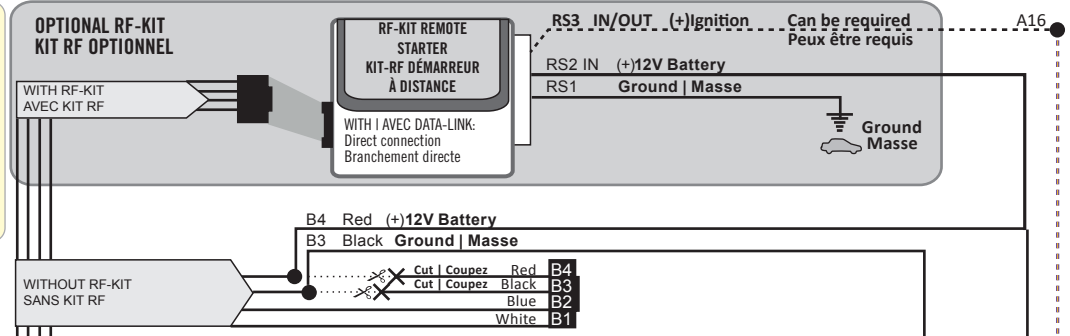 OPTIONAL RF-KIT
KIT RF OPTIONNEL
RF-KIT REMOTE
STARTER
KIT-RF DÉMARREUR
À DISTANCE
WITH | AVEC DATA-LINK:
Direct connection
Branchement directe
RS3 IN/OUT (+)Ignition
Can be required
Peux être requis
A16
RS2 IN (+)12V Battery
RS1 Ground | Masse
Ground
Masse
WITH RF-KIT
AVEC KIT RF
B4 Red (+)12V Battery
B3 Black Ground | Masse
WITHOUT RF-KIT
SANS KIT RF
Cut | Coupez Red B4
Cut | Coupez Black B3
Blue B2
White B1